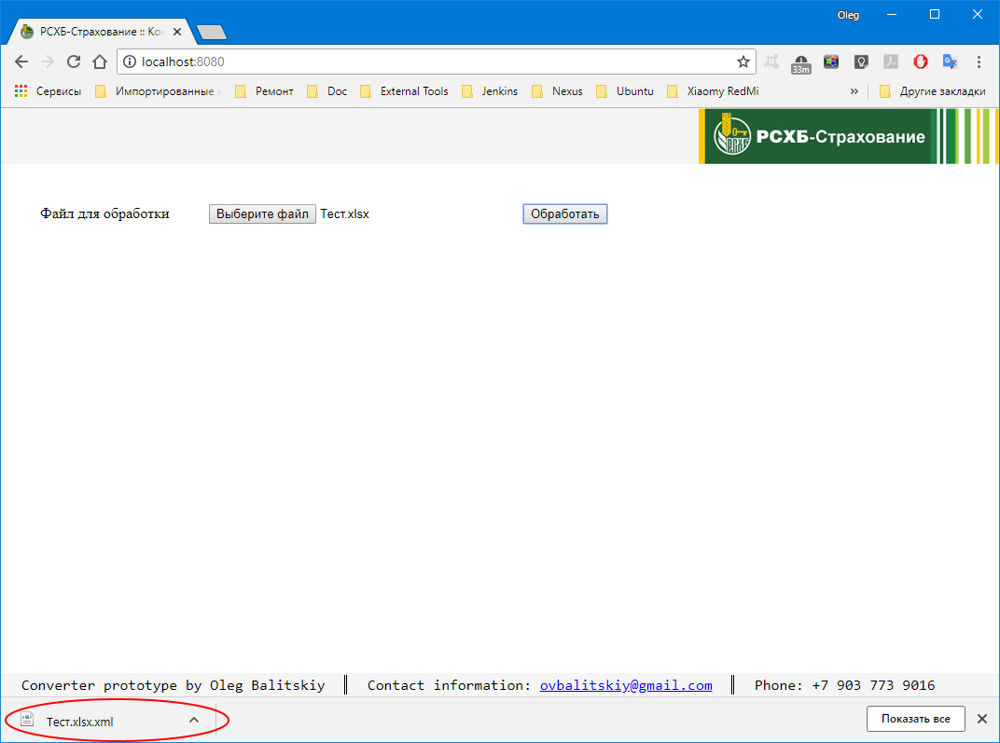 Oleg
РСХБ-Страхование :: Кон
localhost:8080
33m
Сервисы Импортированные Ремонт Doc External Tools Jenkins Nexus Ubuntu Xiaomy RedMi » Другие закладки
РСХБ-Страхование
Файл для обработки Выберите файл Тест.xlsx Обработать
Converter prototype by Oleg Balitskiy Contact information: ovbalitskiy@gmail.com Phone: +7 903 773 9016
Тест.xlsx.xml Показать все